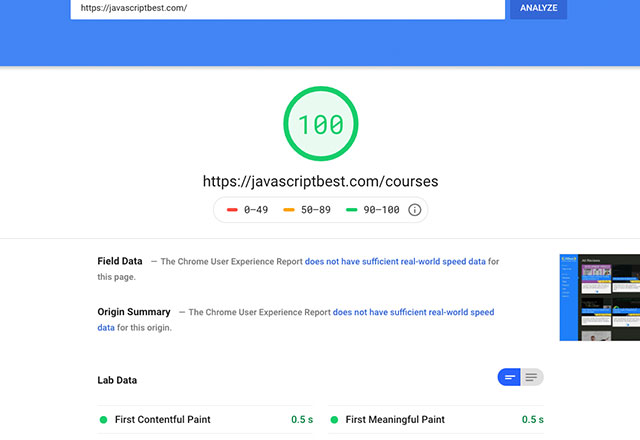 https://javascriptbest.com/ ANALYZE
100
https://javascriptbest.com/courses
0–49 50–89 90–100
Field Data — The Chrome User Experience Report does not have sufficient real-world speed data for
this page.
All Reviews
Origin Summary — The Chrome User Experience Report does not have sufficient real-world speed
data for this origin.
Lab Data
First Contentful Paint 0.5 s First Meaningful Paint 0.5 s